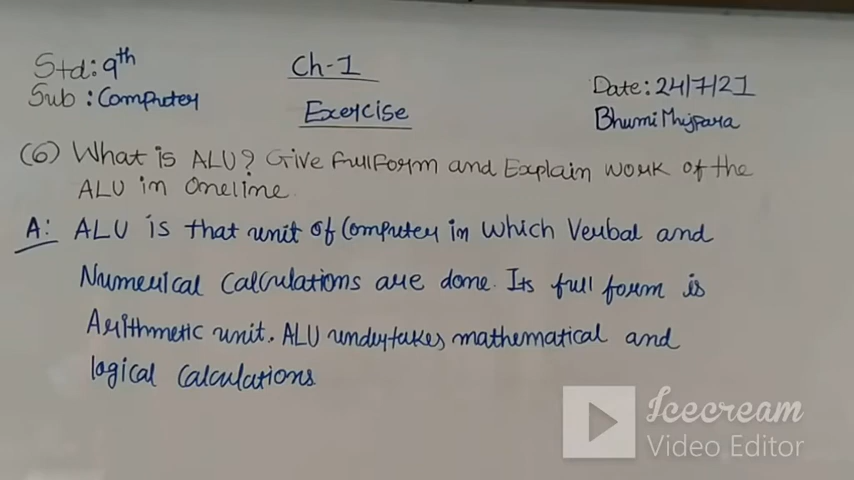 Std: 9th
Sub: Computer
Ch-1
Exercise
Date: 24/7/21
Bhumi Mujpara
(6) What is ALU? Give fullform and Explain work of the
ALU in Oneline.
A: ALU is that unit of Computer in which Verbal and
Numerical Calculations are done. Its full form is
Arithmetic unit. ALU undertakes mathematical and
logical Calculations
Icecream
Video Editor